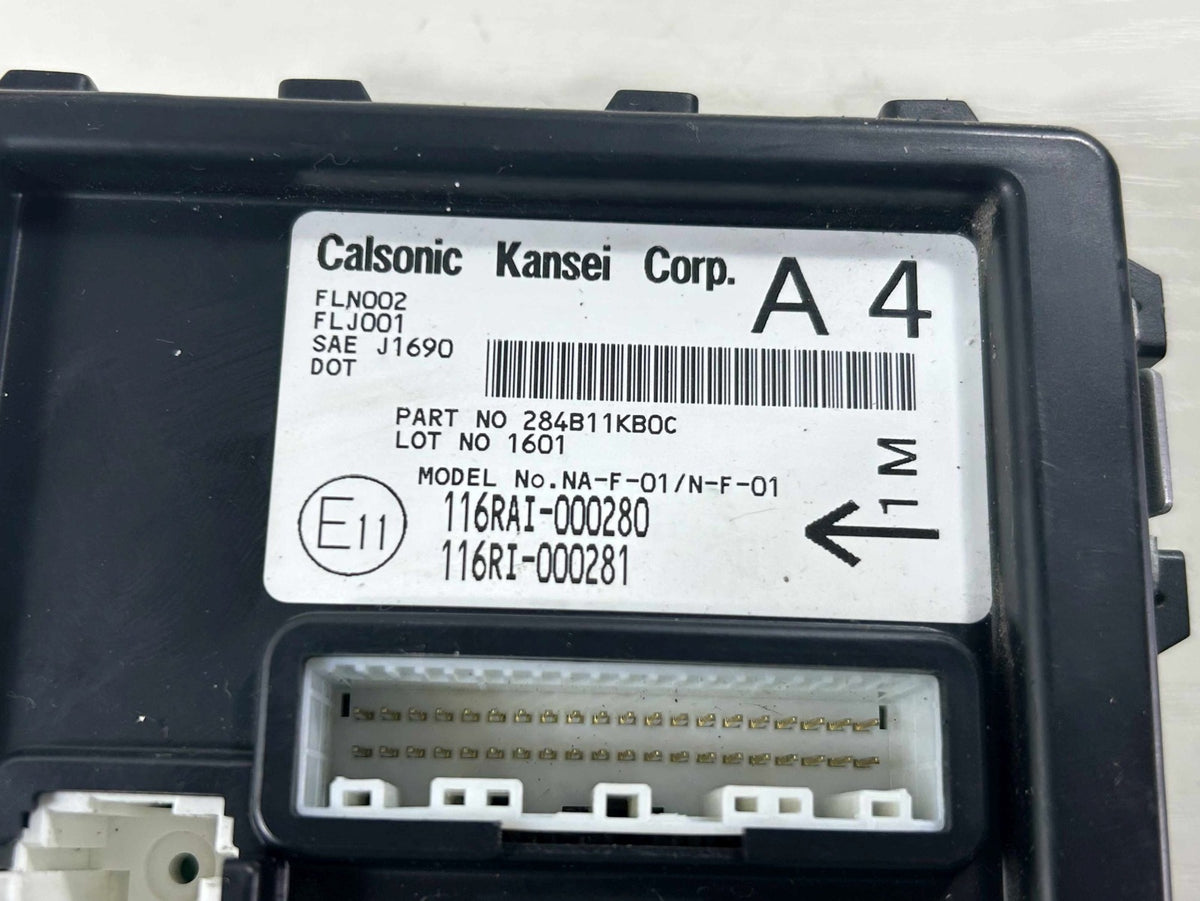 Calsonic Kansei Corp.
A 4
FLN002
FLJ001
SAE J1690
DOT
PART NO 284B11KB0C
LOT NO 1601
MODEL No.NA-F-01/N-F-01
1M
E11
116RAI-000280
116RI-000281